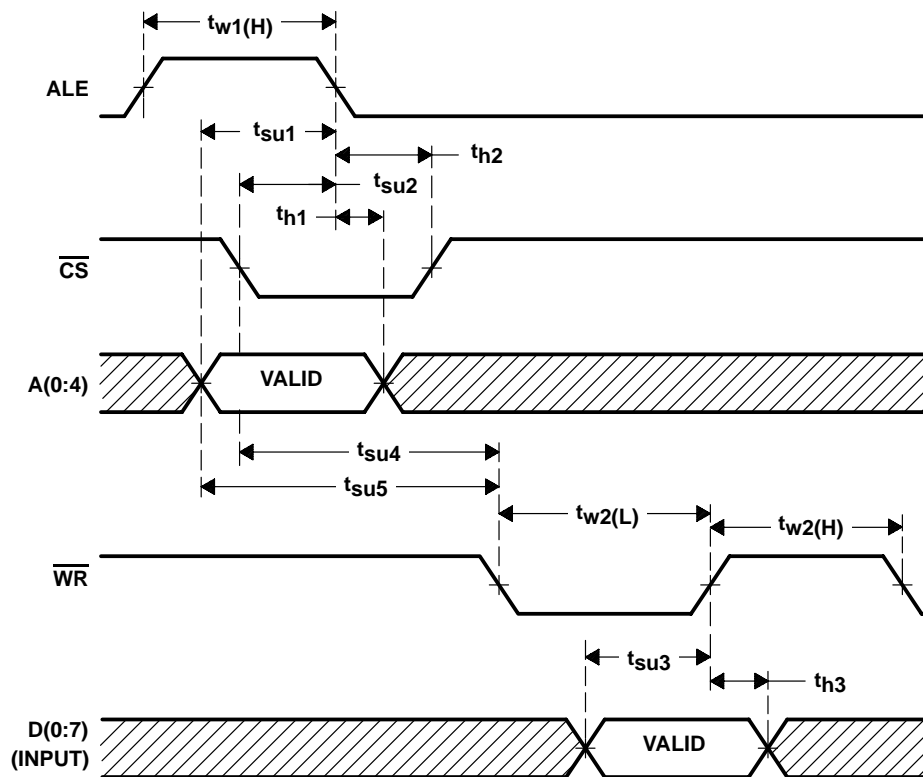 tw1(H)
ALE
tsu1
th2
tsu2
th1
CS
A(0:4)
VALID
tsu4
tsu5
tw2(L)
tw2(H)
WR
tsu3
th3
D(0:7)
(INPUT)
VALID